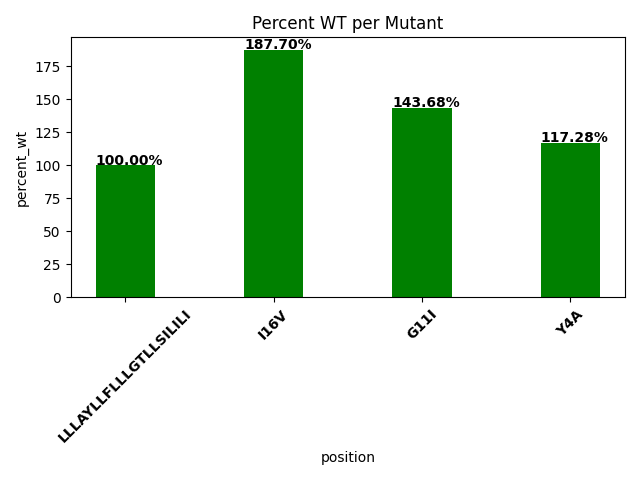 Percent WT per Mutant
percent_wt
175
150
125
100
75
50
25
0
100.00%
187.70%
143.68%
117.28%
LLLAYLLFLLLGTLLSILILI
I16V
G11I
Y4A
position